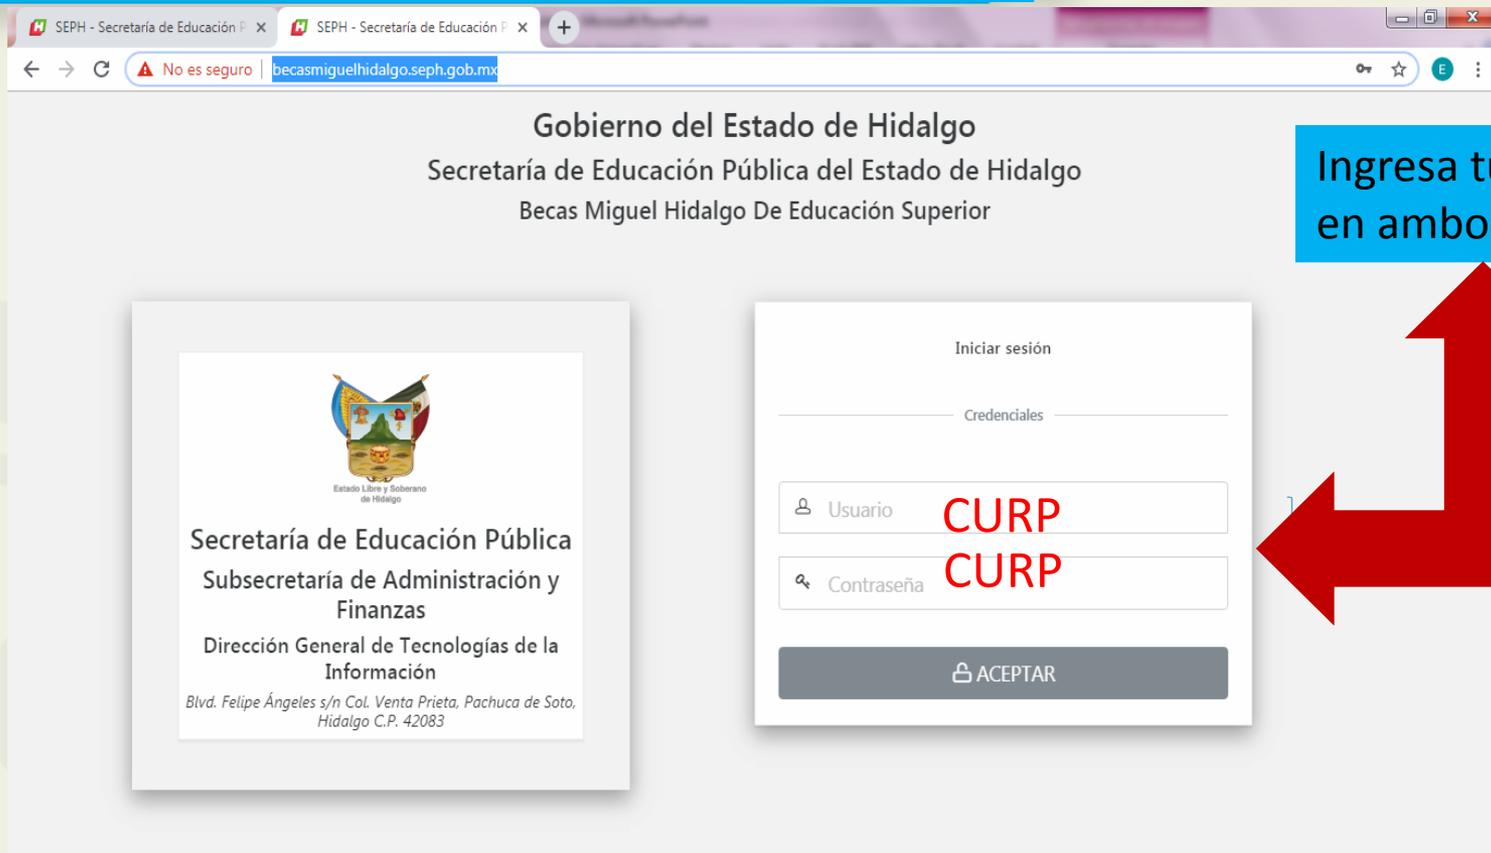 SEPH - Secretaría de Educación P
SEPH - Secretaría de Educación P
No es seguro
becasmiguelhidalgo.seph.gob.mx
E
Gobierno del Estado de Hidalgo
Secretaría de Educación Pública del Estado de Hidalgo
Becas Miguel Hidalgo De Educación Superior
Ingresa tu
en ambo
Estado Libre y Soberano
de Hidalgo
Secretaría de Educación Pública
Subsecretaría de Administración y
Finanzas
Dirección General de Tecnologías de la
Información
Blvd. Felipe Ángeles s/n Col. Venta Prieta, Pachuca de Soto,
Hidalgo C.P. 42083
Iniciar sesión
Credenciales
Usuario CURP
Contraseña CURP
ACEPTAR